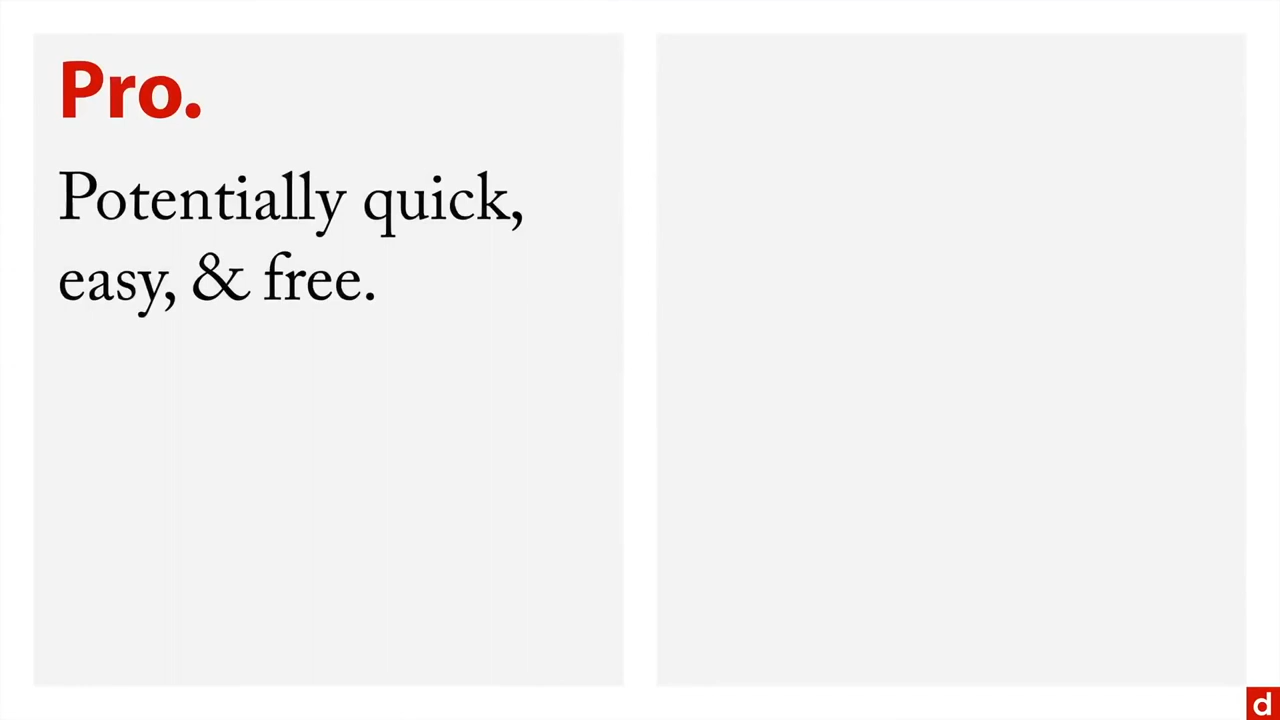 Pro.
Potentially quick,
easy, & free.
d